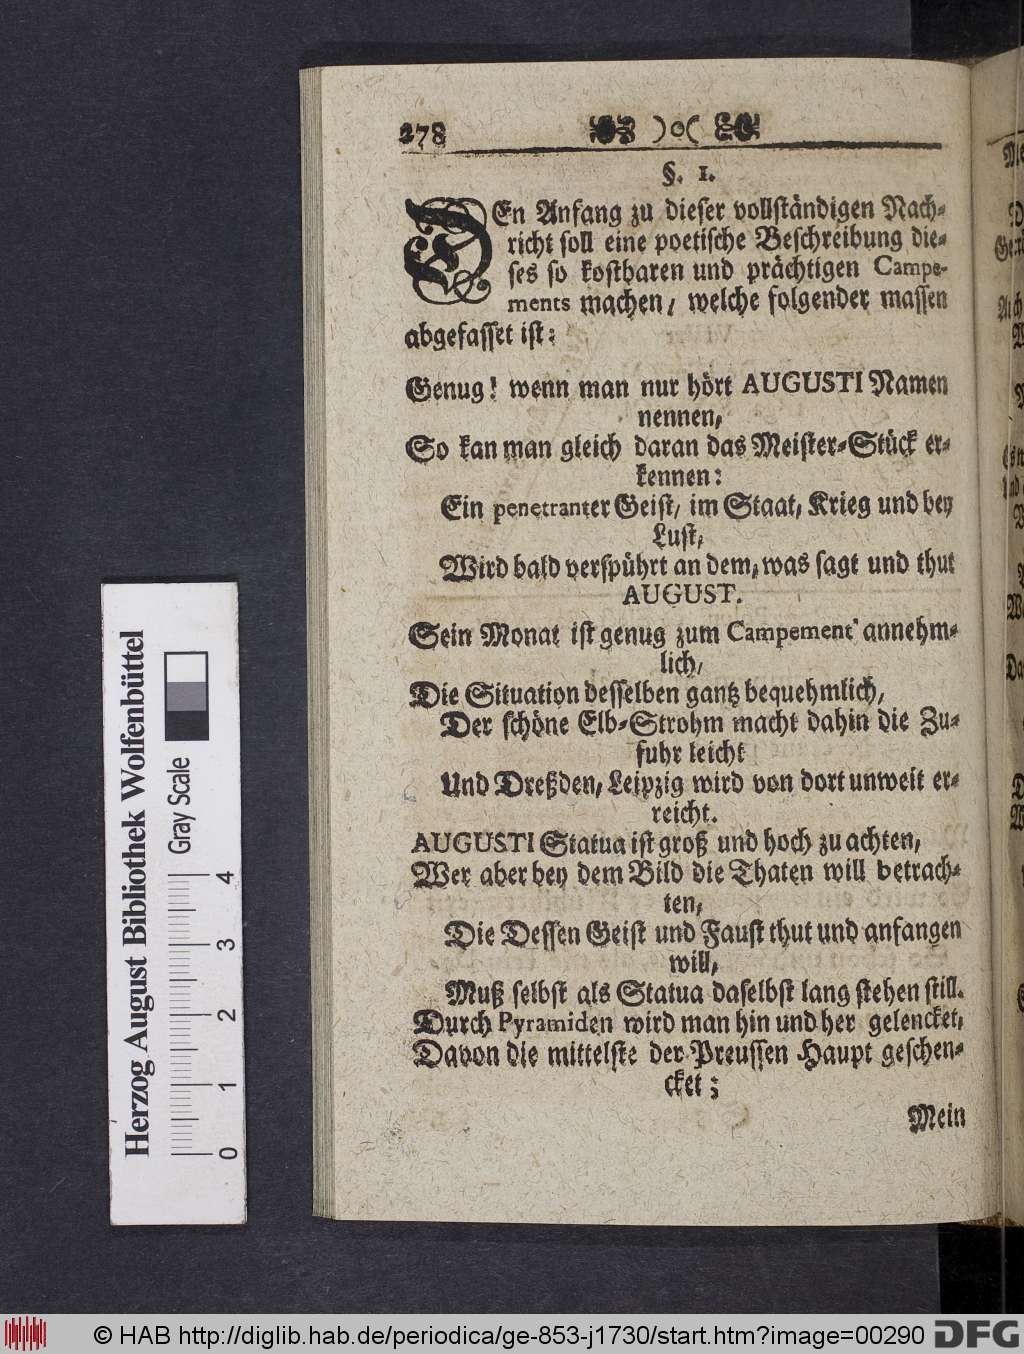 278 )o(
§. 1.
DEn Anfang zu dieser vollständigen Nach-
richt soll eine poetische Beschreibung die-
ses so kostbaren und prächtigen Campe-
ments machen, welche folgender massen
abgefasset ist:
Genug! wenn man nur hört AUGUSTI Namen
nennen,
So kan man gleich daran das Meister-Stück er-
kennen:
Ein penetranter Geist, im Staat, Krieg und bey
Lust,
Wird bald verspührt an dem, was sagt und thut
AUGUST.
Sein Monat ist genug zum Campement annehm-
lich,
Die Situation desselben gantz bequehmlich,
Der schöne Elb-Strohm macht dahin die Zu-
fuhr leicht
Und Dreßden, Leipzig wird von dort unweit er-
reicht.
AUGUSTI Statua ist groß und hoch zu achten,
Wer aber bey dem Bild die Thaten will betrach-
ten,
Die Dessen Geist und Faust thut und anfangen
will,
Muß selbst als Statua daselbst lang stehen still.
Durch Pyramiden wird man hin und her gelencket,
Davon die mittelste der Preussen Haupt geschen-
cket;
Mein
Herzog August Bibliothek Wolfenbüttel
Gray Scale
0 1 2 3 4
© HAB http://diglib.hab.de/periodica/ge-853-j1730/start.htm?image=00290 DFG